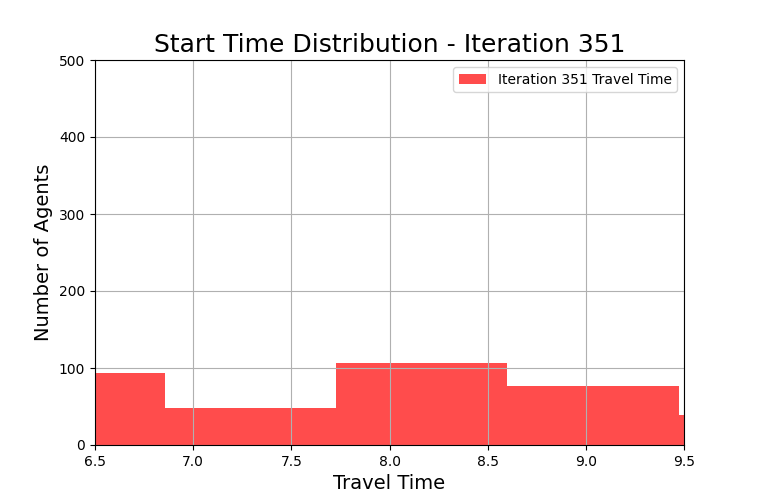 Start Time Distribution - Iteration 351
Iteration 351 Travel Time
Number of Agents
500
400
300
200
100
0
6.5 7.0 7.5 8.0 8.5 9.0 9.5
Travel Time